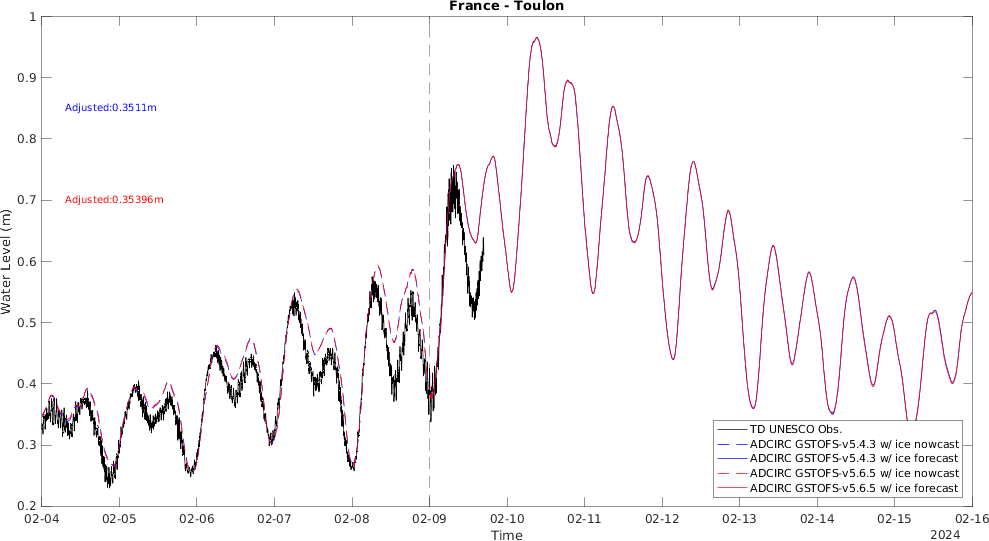 France - Toulon
1
0.9
0.8
0.7
0.6
0.5
0.4
0.3
0.2
Water Level (m)
Adjusted:0.3511m
Adjusted:0.35396m
TD UNESCO Obs.
ADCIRC GSTOFS-v5.4.3 w/ ice nowcast
ADCIRC GSTOFS-v5.4.3 w/ ice forecast
ADCIRC GSTOFS-v5.6.5 w/ ice nowcast
ADCIRC GSTOFS-v5.6.5 w/ ice forecast
02-04 02-05 02-06 02-07 02-08 02-09 02-10 02-11 02-12 02-13 02-14 02-15 02-16
Time
2024